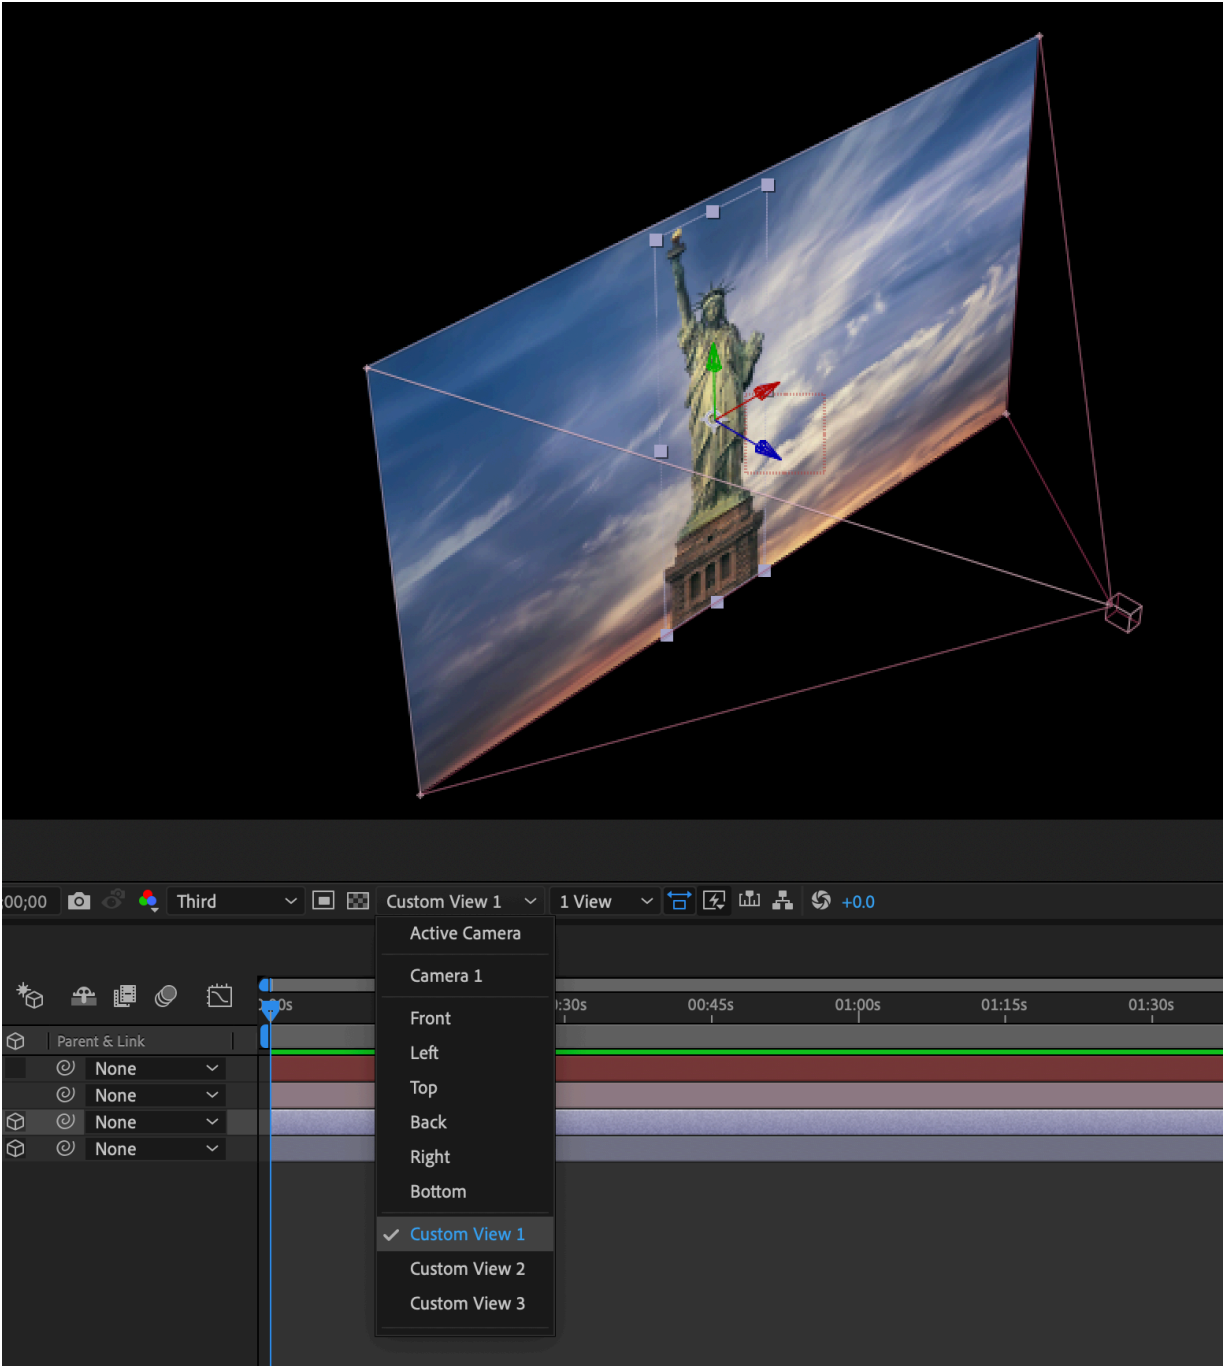 :00;00 Third Custom View 1 1 View +0.0
Active Camera
Camera 1
Front
Left
Top
Back
Right
Bottom
Custom View 1
Custom View 2
Custom View 3
:30s 00:45s 01:00s 01:15s 01:30s
Parent & Link
None
None
None
None